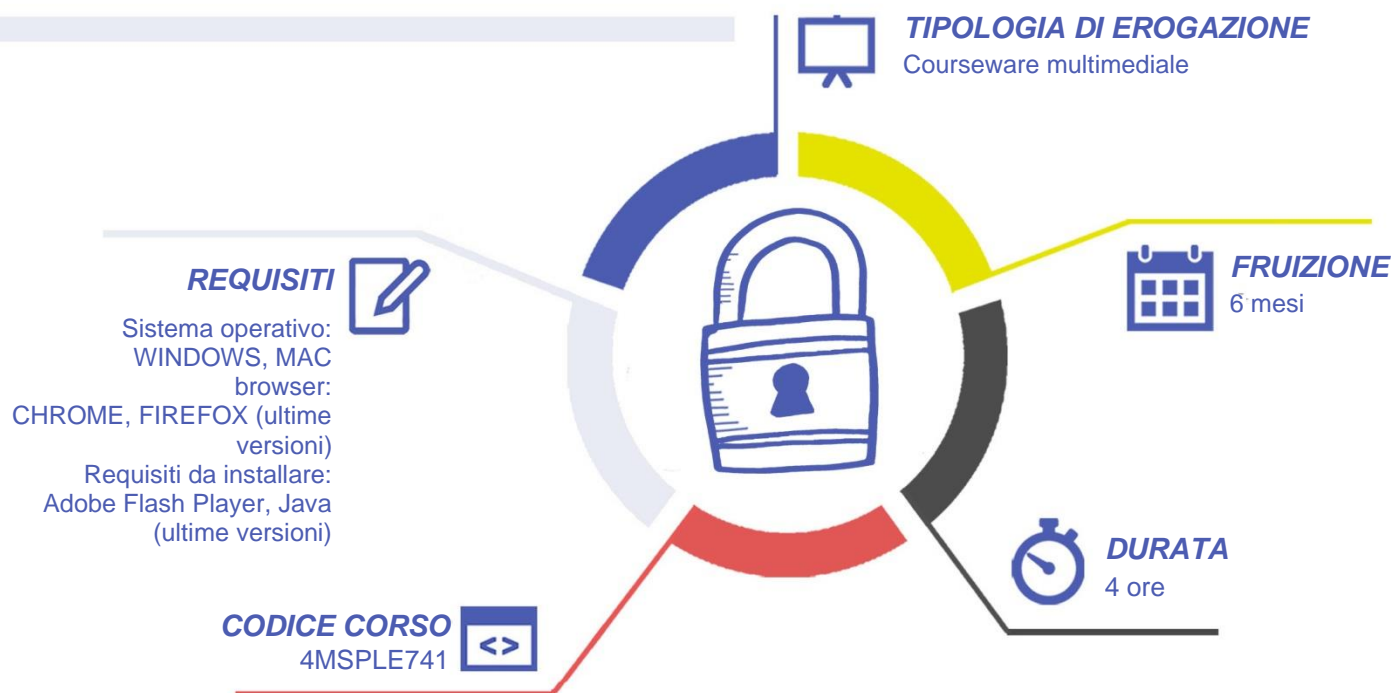 TIPOLOGIA DI EROGAZIONE
Courseware multimediale
REQUISITI
Sistema operativo:
WINDOWS, MAC
browser:
CHROME, FIREFOX (ultime
versioni)
Requisiti da installare:
Adobe Flash Player, Java
(ultime versioni)
FRUIZIONE
6 mesi
DURATA
4 ore
CODICE CORSO
4MSPLE741
<>